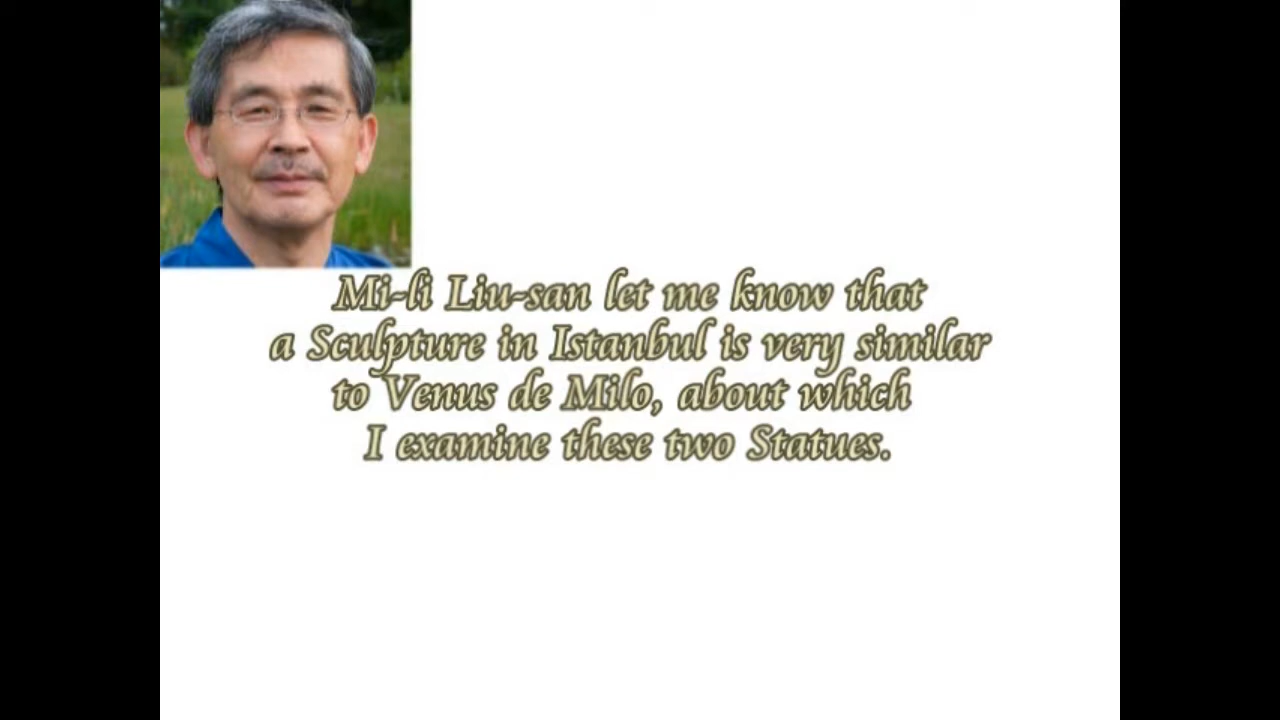 Mi-li Liu-san let me know that
a Sculpture in Istanbul is very similar
to Venus de Milo, about which
I examine these two Statues.